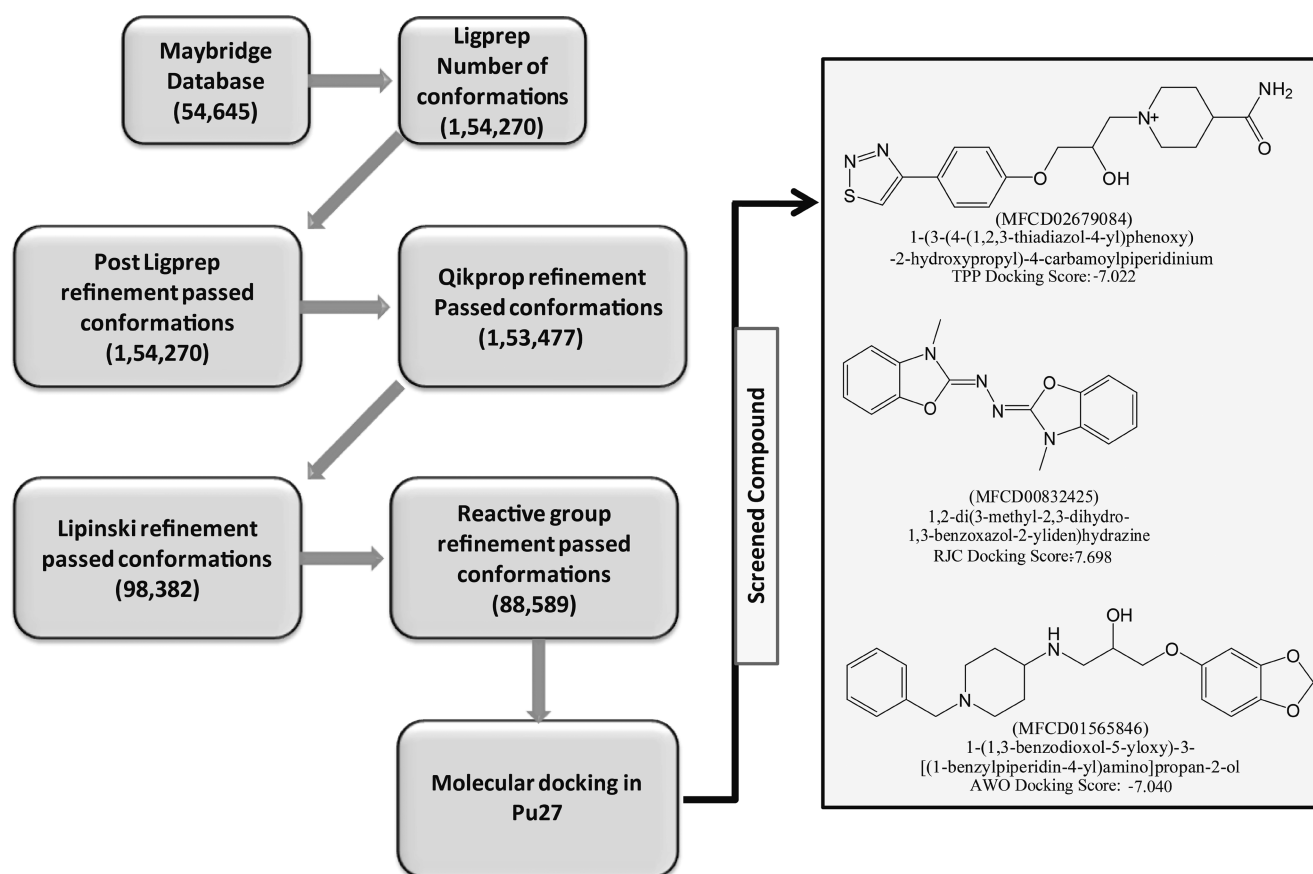 Maybridge
Database
(54,645)
Ligprep
Number of
conformations
(1,54,270)
Post Ligprep
refinement passed
conformations
(1,54,270)
Qikprop refinement
Passed conformations
(1,53,477)
Lipinski refinement
passed conformations
(98,382)
Reactive group
refinement passed
conformations
(88,589)
Molecular docking in
Pu27
Screened Compound
NH2
N+
O
N
N
S
O
OH
(MFCD02679084)
1-(3-(4-(1,2,3-thiadiazol-4-yl)phenoxy)
-2-hydroxypropyl)-4-carbamoylpiperidinium
TPP Docking Score: -7.022
N
O
N
N
O
N
(MFCD00832425)
1,2-di(3-methyl-2,3-dihydro-
1,3-benzoxazol-2-yliden)hydrazine
RJC Docking Score:-7.698
OH
H
N
O
O
N
O
(MFCD01565846)
1-(1,3-benzodioxol-5-yloxy)-3-
[(1-benzylpiperidin-4-yl)amino]propan-2-ol
AWO Docking Score: -7.040